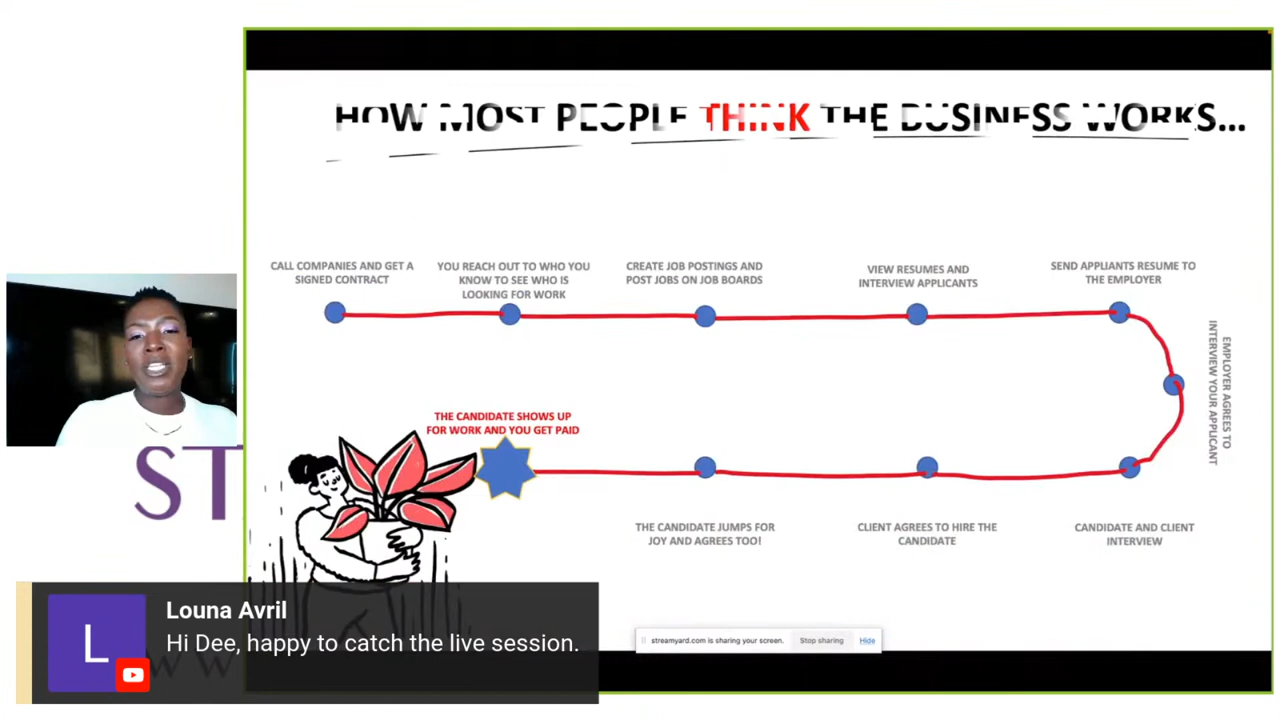 HOW MOST PEOPLE THINK THE BUSINESS WORKS...
CALL COMPANIES AND GET A
SIGNED CONTRACT
YOU REACH OUT TO WHO YOU
KNOW TO SEE WHO IS
LOOKING FOR WORK
CREATE JOB POSTINGS AND
POST JOBS ON JOB BOARDS
VIEW RESUMES AND
INTERVIEW APPLICANTS
SEND APPLIANTS RESUME TO
THE EMPLOYER
EMPLOYER AGREES TO
INTERVIEW YOUR APPLICANT
THE CANDIDATE SHOWS UP
FOR WORK AND YOU GET PAID
THE CANDIDATE JUMPS FOR
JOY AND AGREES TOO!
CLIENT AGREES TO HIRE THE
CANDIDATE
CANDIDATE AND CLIENT
INTERVIEW
ST
Louna Avril
L
Hi Dee, happy to catch the live session.
streamyard.com is sharing your screen.
Stop sharing
Hide